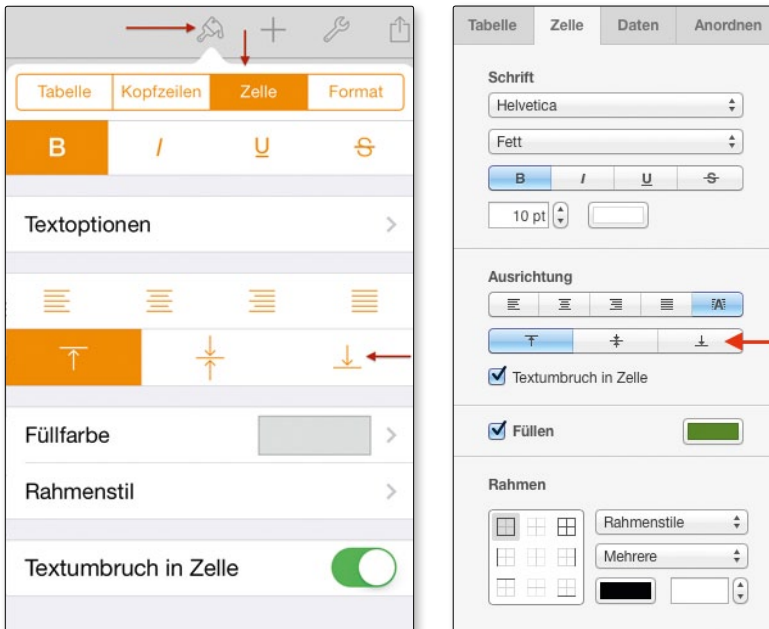 Tabelle Kopfzeilen Zelle Format
B I U S
Textoptionen
Füllfarbe
Rahmenstil
Textumbruch in Zelle
Tabelle Zelle Daten Anordnen
Schrift
Helvetica
Fett
B I U S
10 pt
Ausrichtung
A
Textumbruch in Zelle
Füllen
Rahmen
Rahmenstile
Mehrere